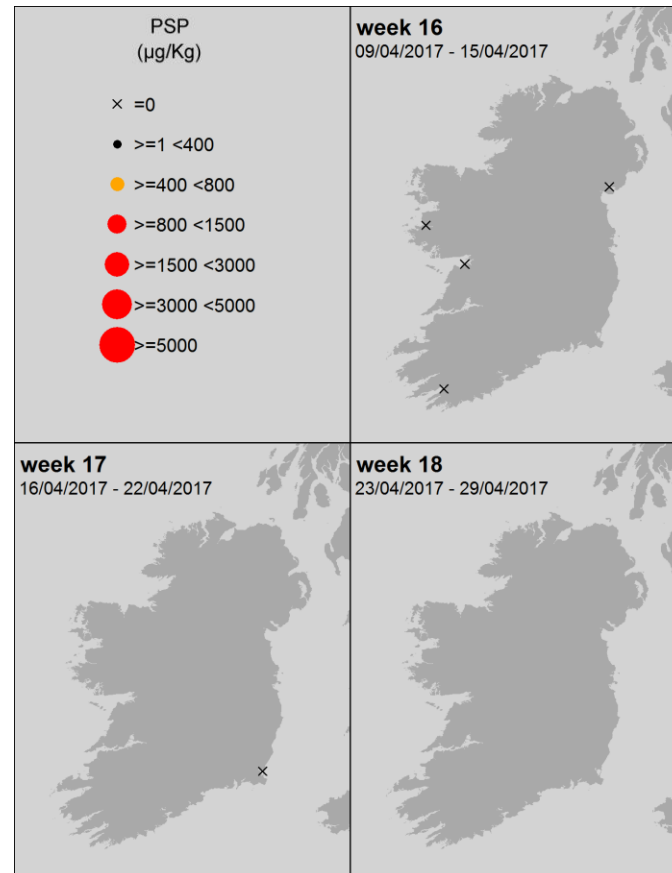 PSP
(µg/Kg)
=0
>=1 <400
>=400 <800
>=800 <1500
>=1500 <3000
>=3000 <5000
>=5000
week 16
09/04/2017 - 15/04/2017
week 17
16/04/2017 - 22/04/2017
week 18
23/04/2017 - 29/04/2017